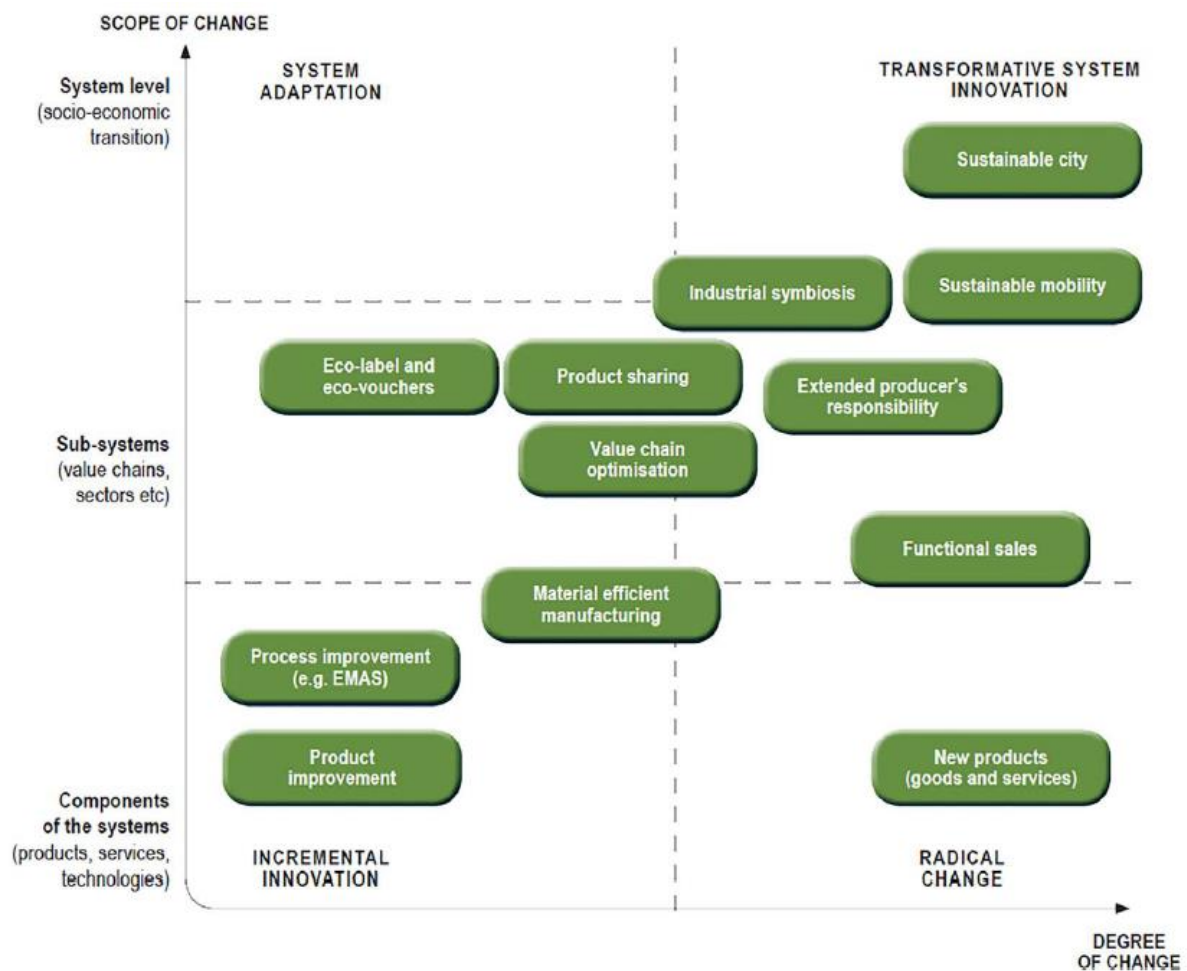 SCOPE OF CHANGE
System level
(socio-economic
transition)
SYSTEM
ADAPTATION
TRANSFORMATIVE SYSTEM
INNOVATION
Sustainable city
Industrial symbiosis
Sustainable mobility
Eco-label and
eco-vouchers
Product sharing
Extended producer's
responsibility
Sub-systems
(value chains,
sectors etc)
Value chain
optimisation
Functional sales
Material efficient
manufacturing
Process improvement
(e.g. EMAS)
Product
improvement
New products
(goods and services)
Components
of the systems
(products, services,
technologies)
INCREMENTAL
INNOVATION
RADICAL
CHANGE
DEGREE
OF CHANGE